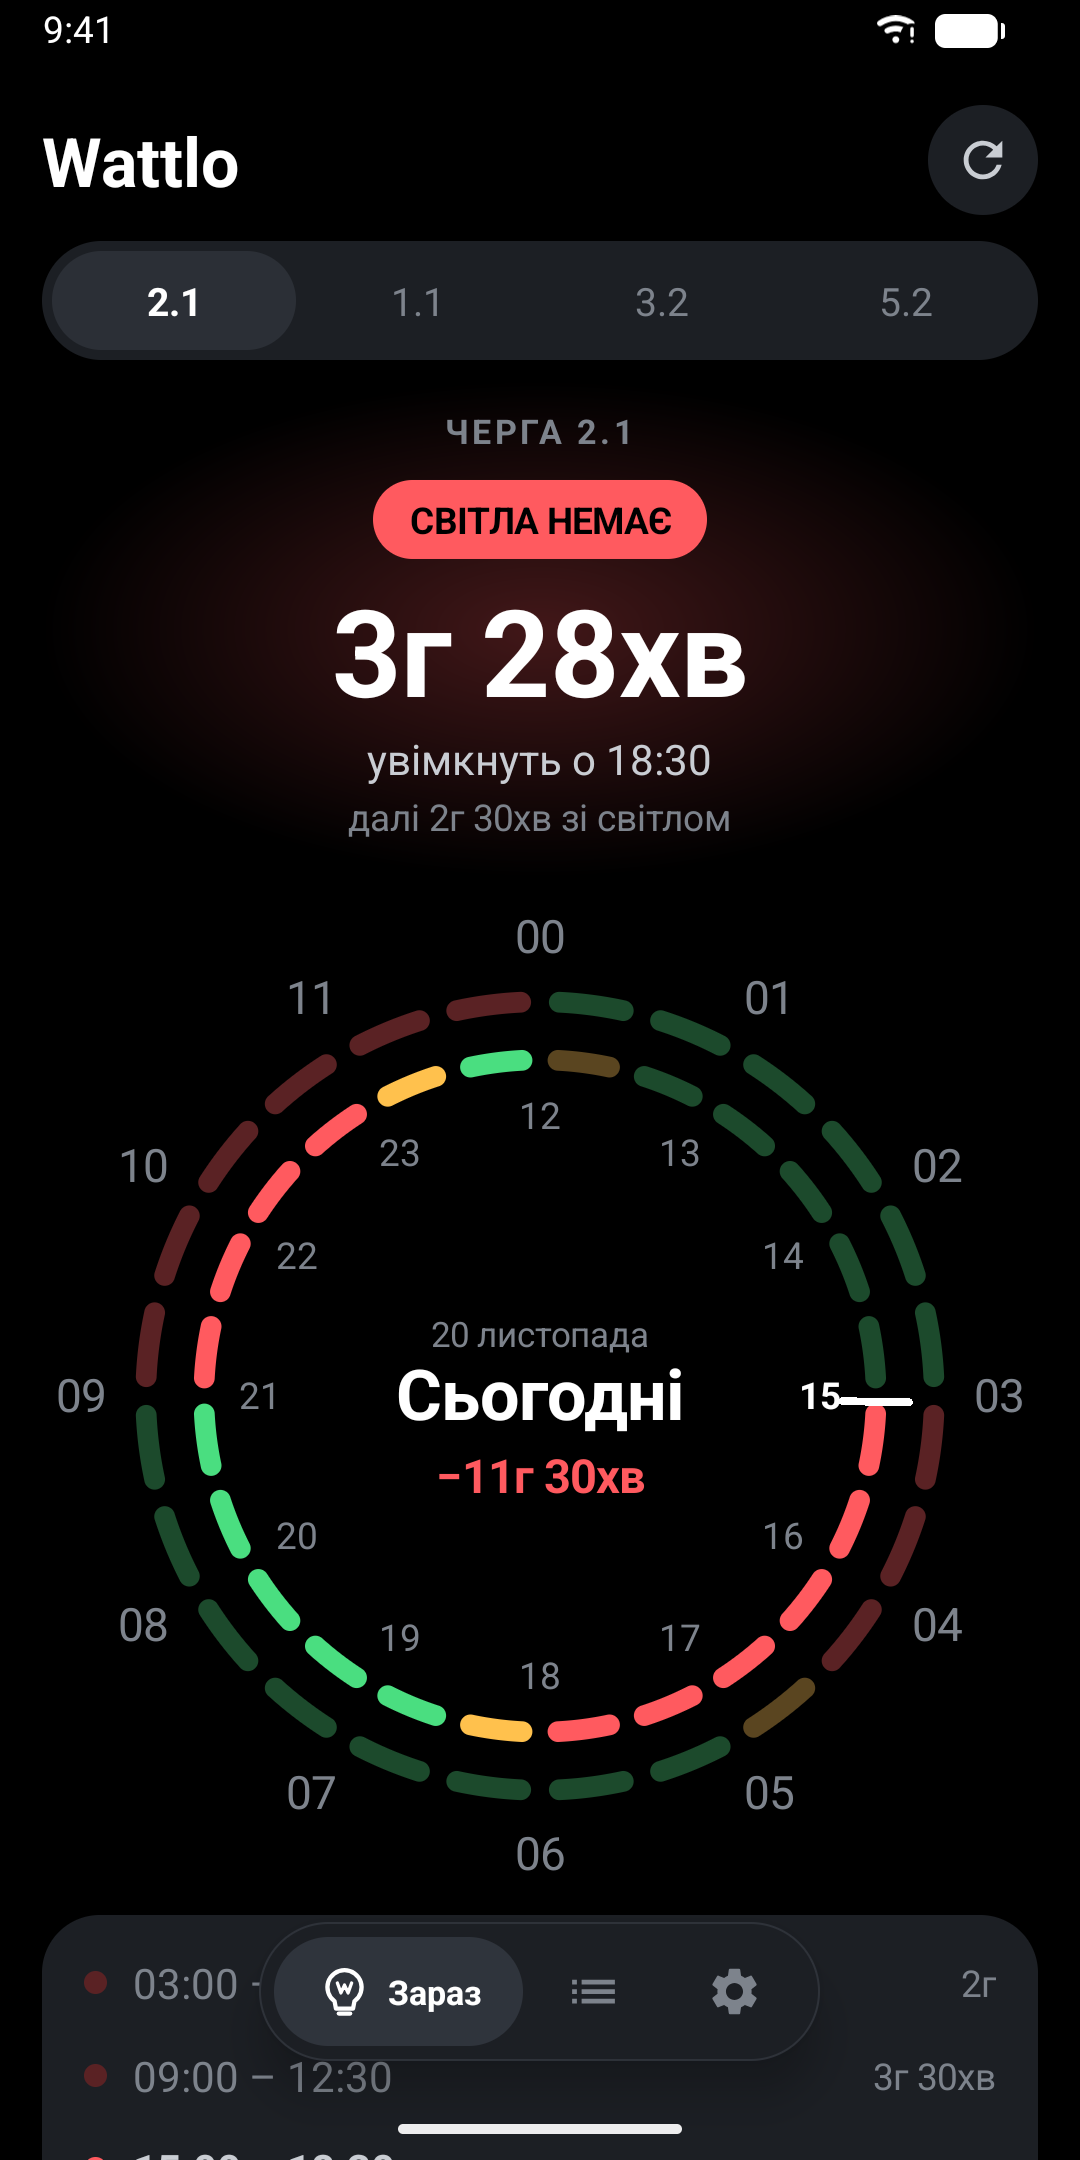 9:41
Wattlo
2.1 1.1 3.2 5.2
ЧЕРГА 2.1
СВІТЛА НЕМАЄ
3г 28хв
увімкнуть о 18:30
далі 2г 30хв зі світлом
00
11 01
12
23 13
10 02
22 14
20 листопада
Сьогодні
09 21 15 03
−11г 30хв
20 16
08 04
19 17
18
07 05
06
03:00 2г
Зараз
09:00 – 12:30 3г 30хв